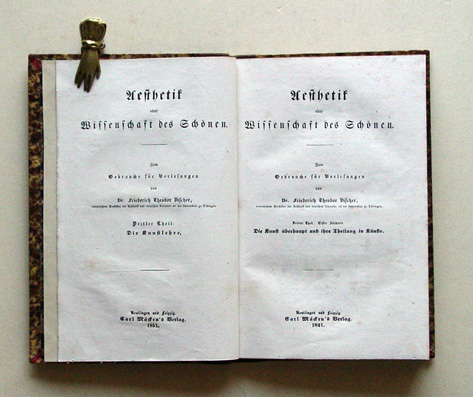 Aesthetik
oder
Wissenschaft des Schönen.
Zum
Gebrauche für Vorlesungen
von
Dr. Friedrich Theodor Vischer,
Dritter Theil:
Die Kunstlehre.
Reutlingen und Leipzig.
Carl Mäcken's Verlag.
1851.
Aesthetik
oder
Wissenschaft des Schönen.
Zum
Gebrauche für Vorlesungen
von
Dr. Friedrich Theodor Vischer,
Dritter Theil. Erster Abschnitt.
Die Kunst überhaupt und ihre Theilung in Künste.
Reutlingen und Leipzig.
Carl Mäcken's Verlag.